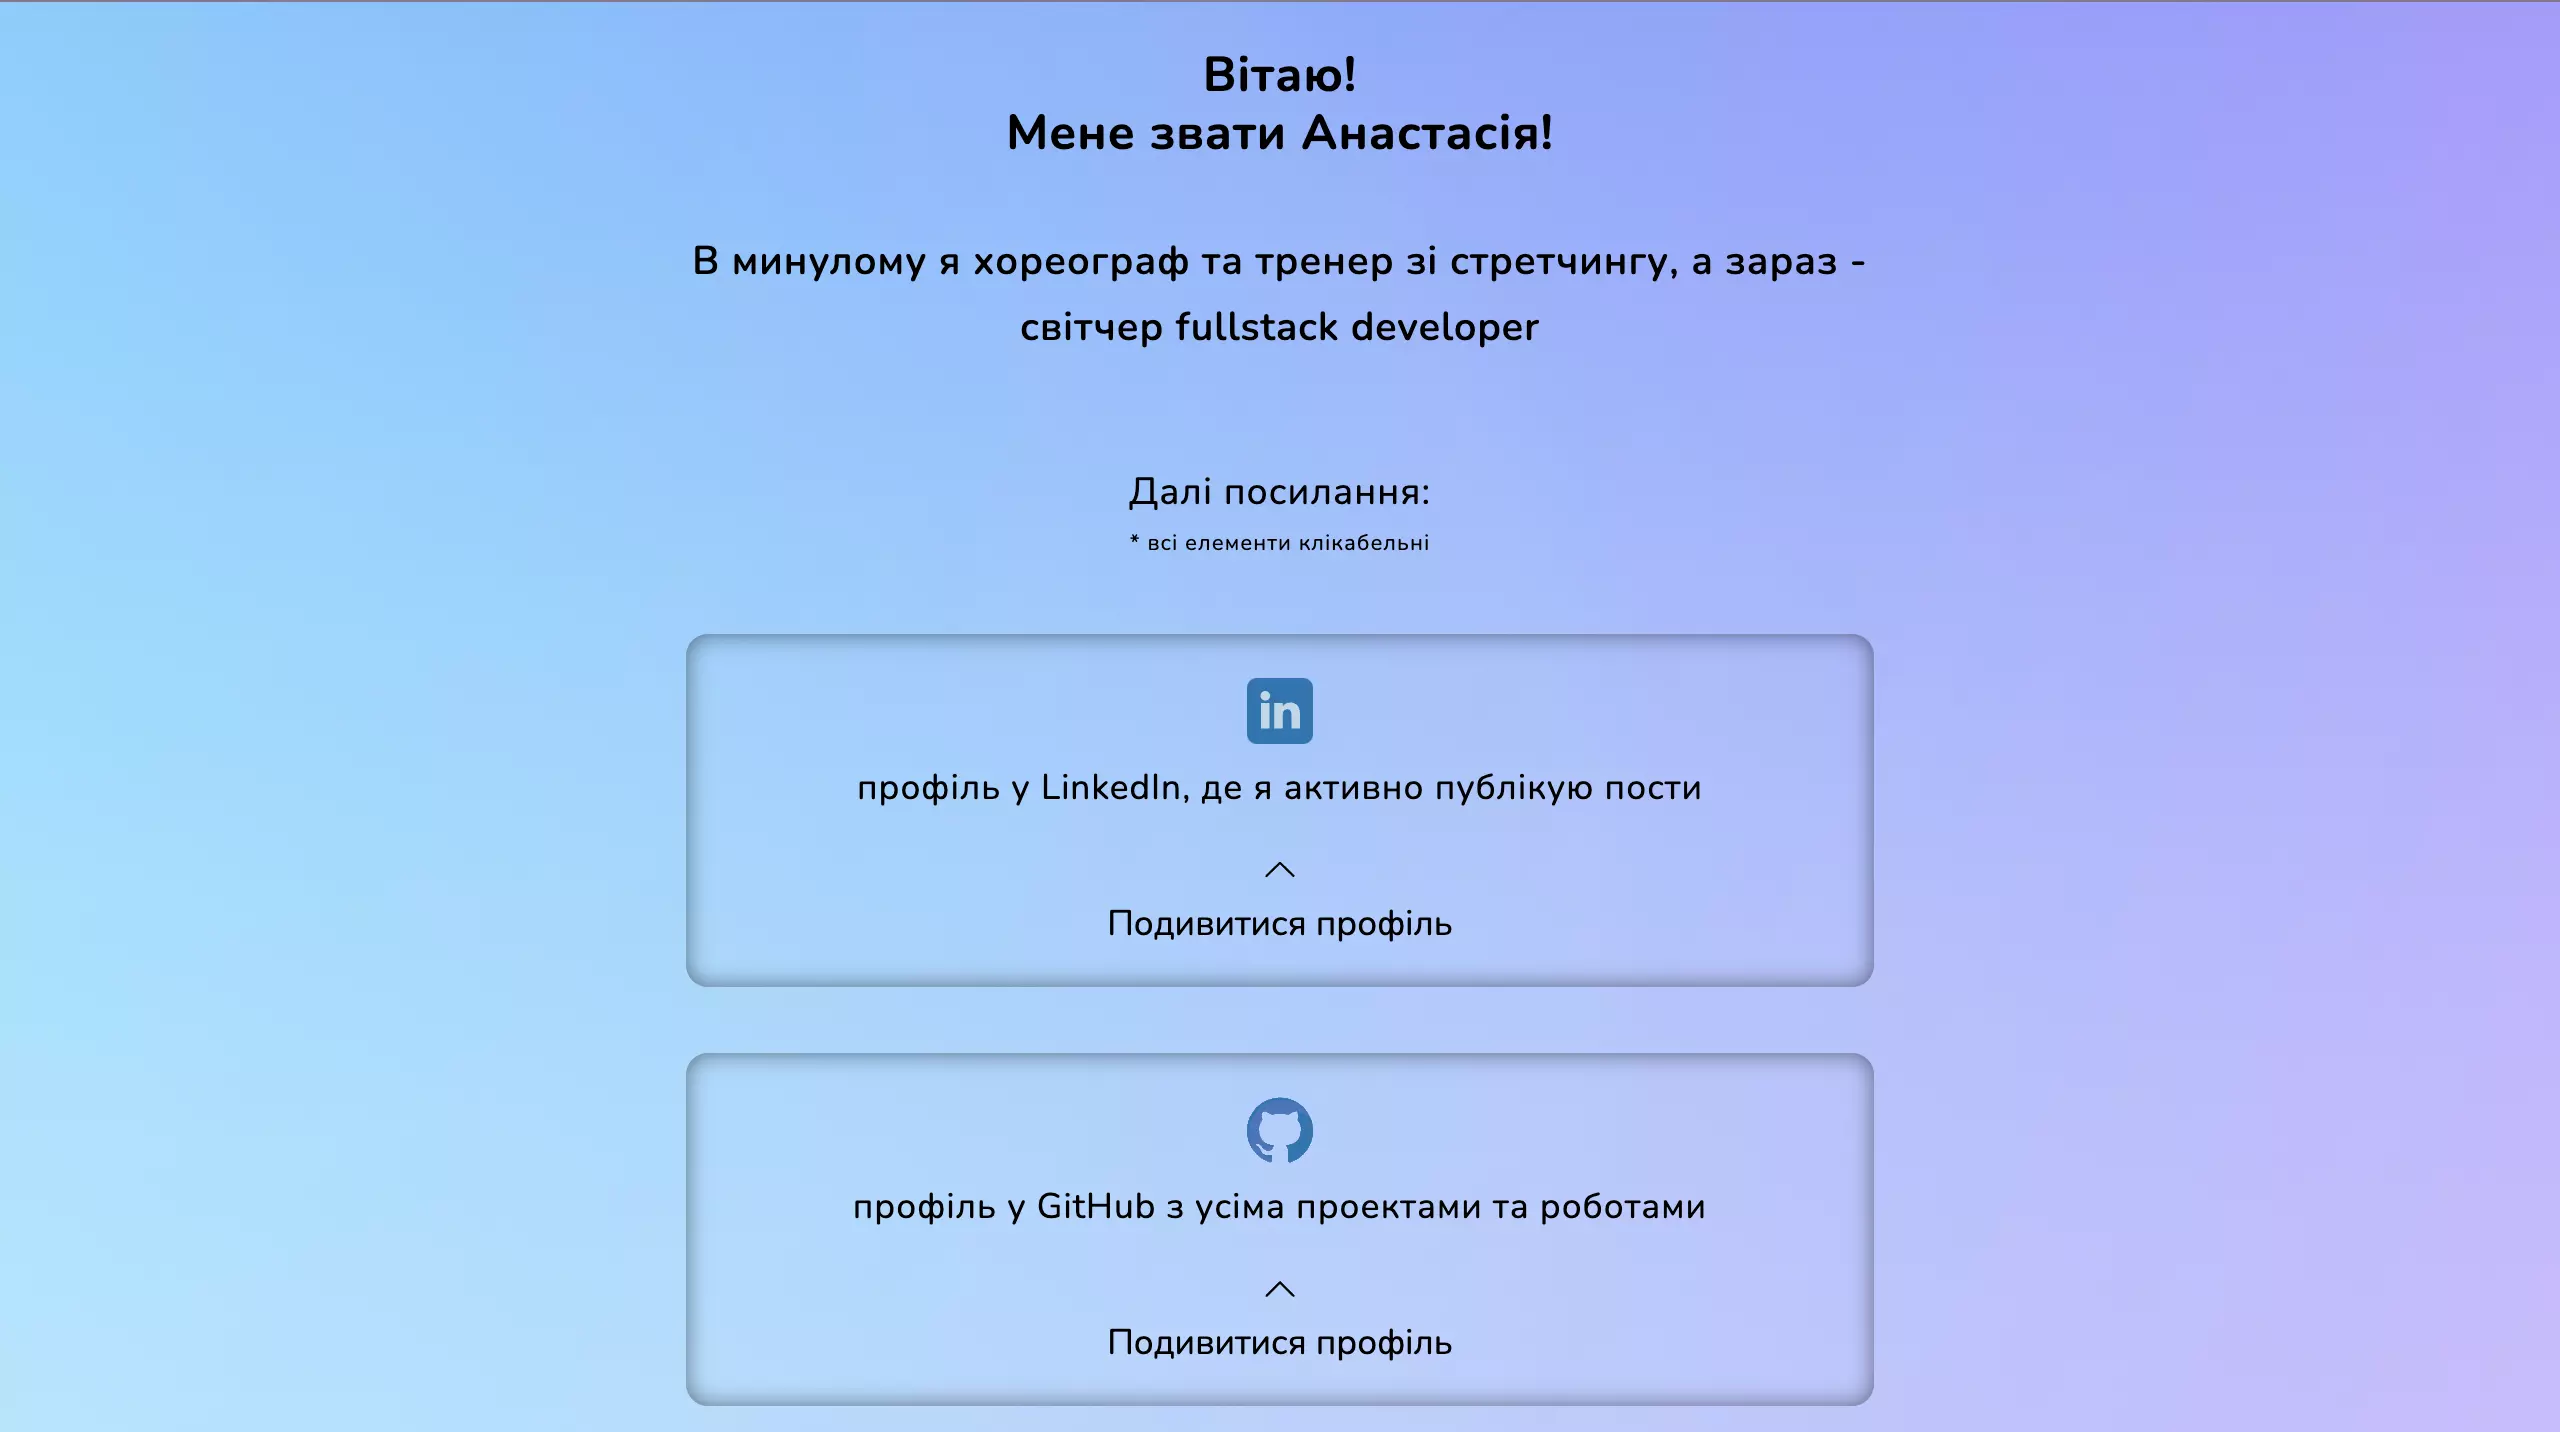 Вітаю!
Мене звати Анастасія!
В минулому я хореограф та тренер зі стретчингу, а зараз -
світчер fullstack developer
Далі посилання:
* всі елементи клікабельні
in
профіль у LinkedIn, де я активно публікую пости
Подивитися профіль
профіль у GitHub з усіма проектами та роботами
Подивитися профіль